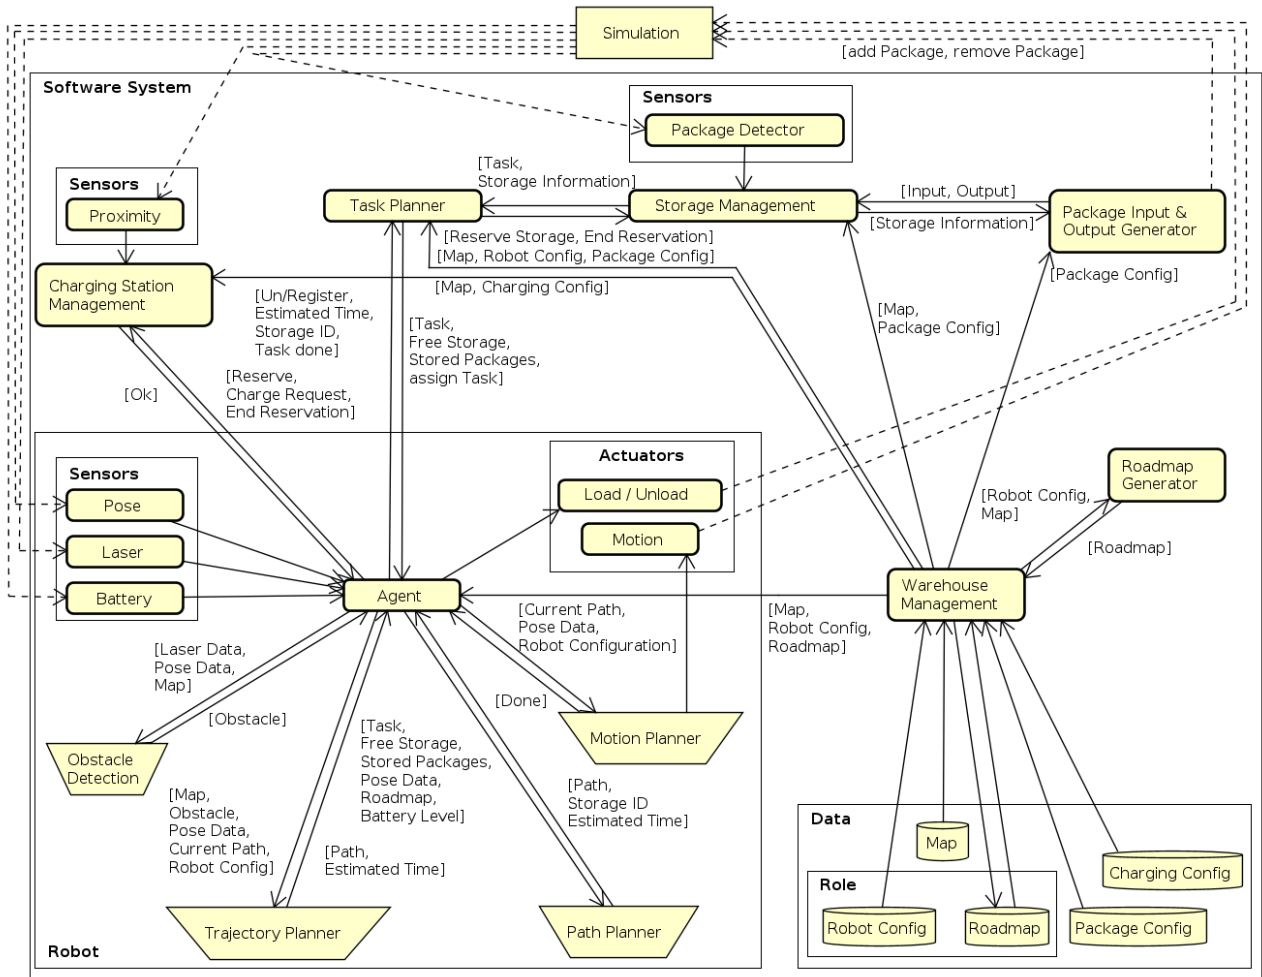 Simulation
[add Package, remove Package]
Software System
Sensors
Package Detector
[Task,
Storage Information]
Sensors
Proximity
Task Planner
Storage Management
[Input, Output]
[Storage Information]
Package Input &
Output Generator
[Reserve Storage, End Reservation]
[Map, Robot Config, Package Config]
[Package Config]
Charging Station
Management
[Map, Charging Config]
[Un/Register,
Estimated Time,
Storage ID,
Task done]
[Task,
Free Storage,
Stored Packages,
assign Task]
[Map,
Package Config]
[Ok]
[Reserve,
Charge Request,
End Reservation]
Sensors
Pose
Laser
Battery
Actuators
Load / Unload
Motion
Roadmap
Generator
[Robot Config,
Map]
[Roadmap]
Agent
Warehouse
Management
[Current Path,
Pose Data,
Robot Configuration]
[Map,
Robot Config,
Roadmap]
[Laser Data,
Pose Data,
Map]
[Obstacle]
[Done]
Obstacle
Detection
Motion Planner
[Task,
Free Storage,
Stored Packages,
Pose Data,
Roadmap,
Battery Level]
[Map,
Obstacle,
Pose Data,
Current Path,
Robot Config]
[Path,
Storage ID
Estimated Time]
[Path,
Estimated Time]
Trajectory Planner
Path Planner
Robot
Data
Map
Charging Config
Role
Robot Config
Roadmap
Package Config